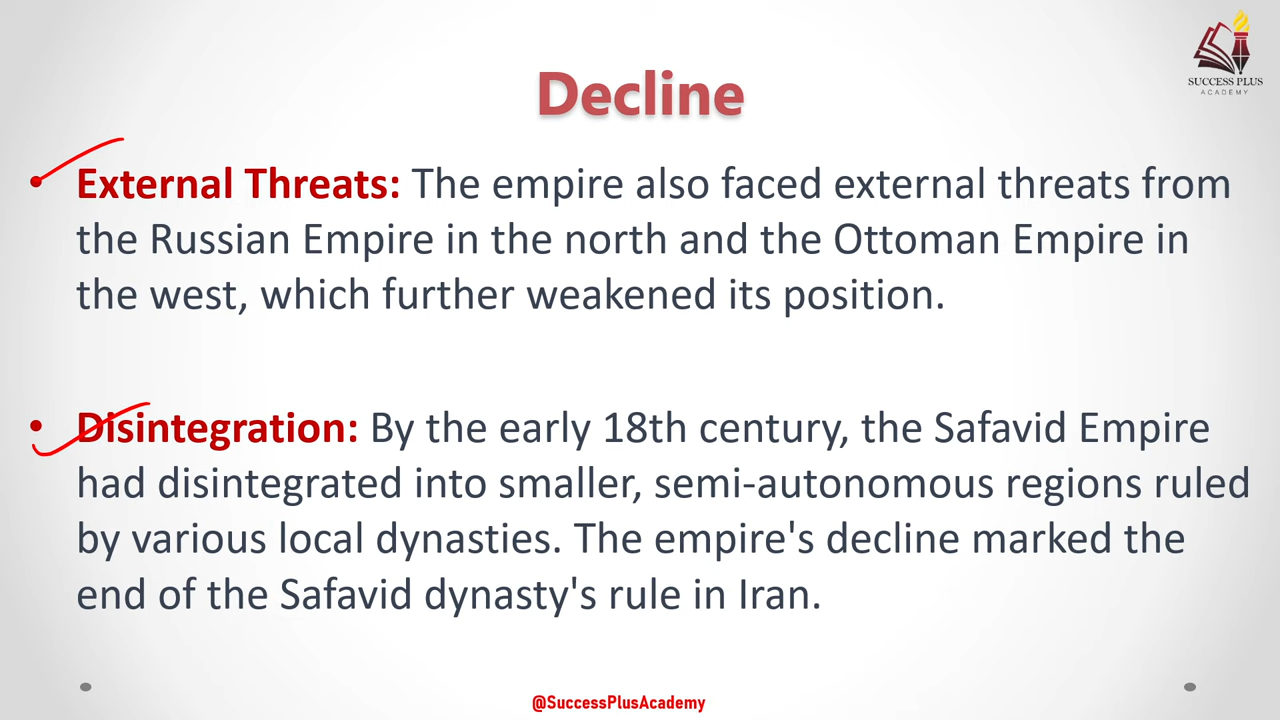 SUCCESS PLUS
ACADEMY
Decline
• External Threats: The empire also faced external threats from
the Russian Empire in the north and the Ottoman Empire in
the west, which further weakened its position.
• Disintegration: By the early 18th century, the Safavid Empire
had disintegrated into smaller, semi-autonomous regions ruled
by various local dynasties. The empire's decline marked the
end of the Safavid dynasty's rule in Iran.
@SuccessPlusAcademy